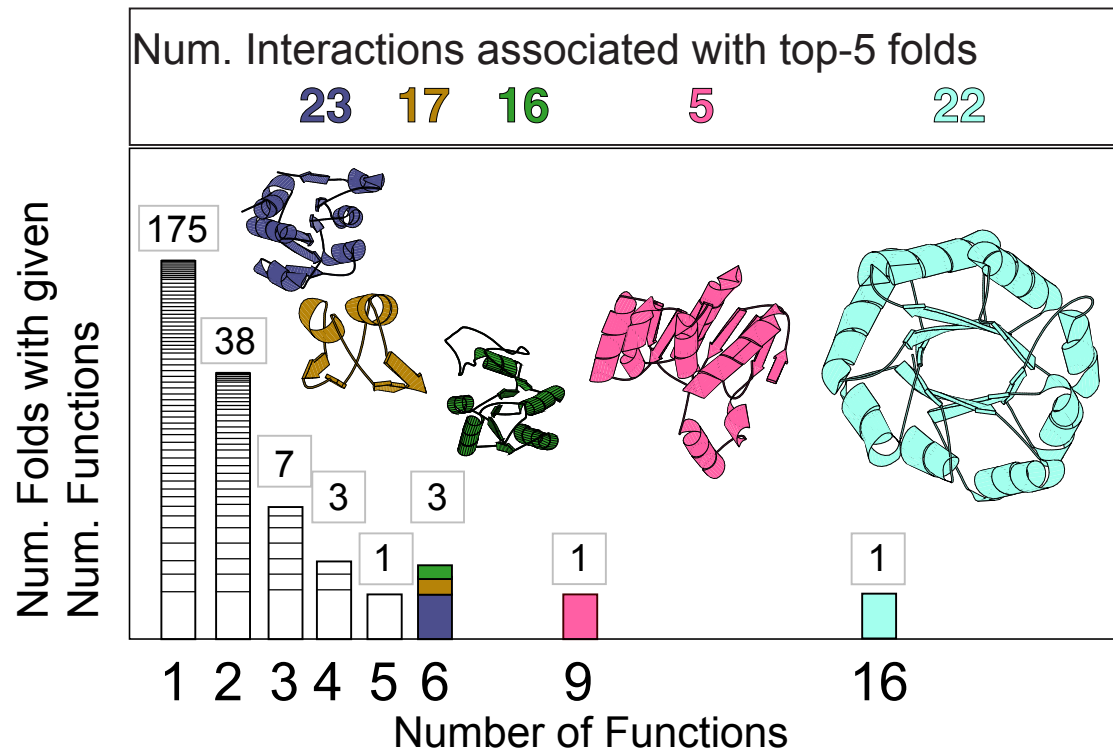 Num. Interactions associated with top-5 folds
23 17 16 5 22
Num. Folds with given
Num. Functions
175
38
7
3
1
3
1
1
1 2 3 4 5 6 9 16
Number of Functions